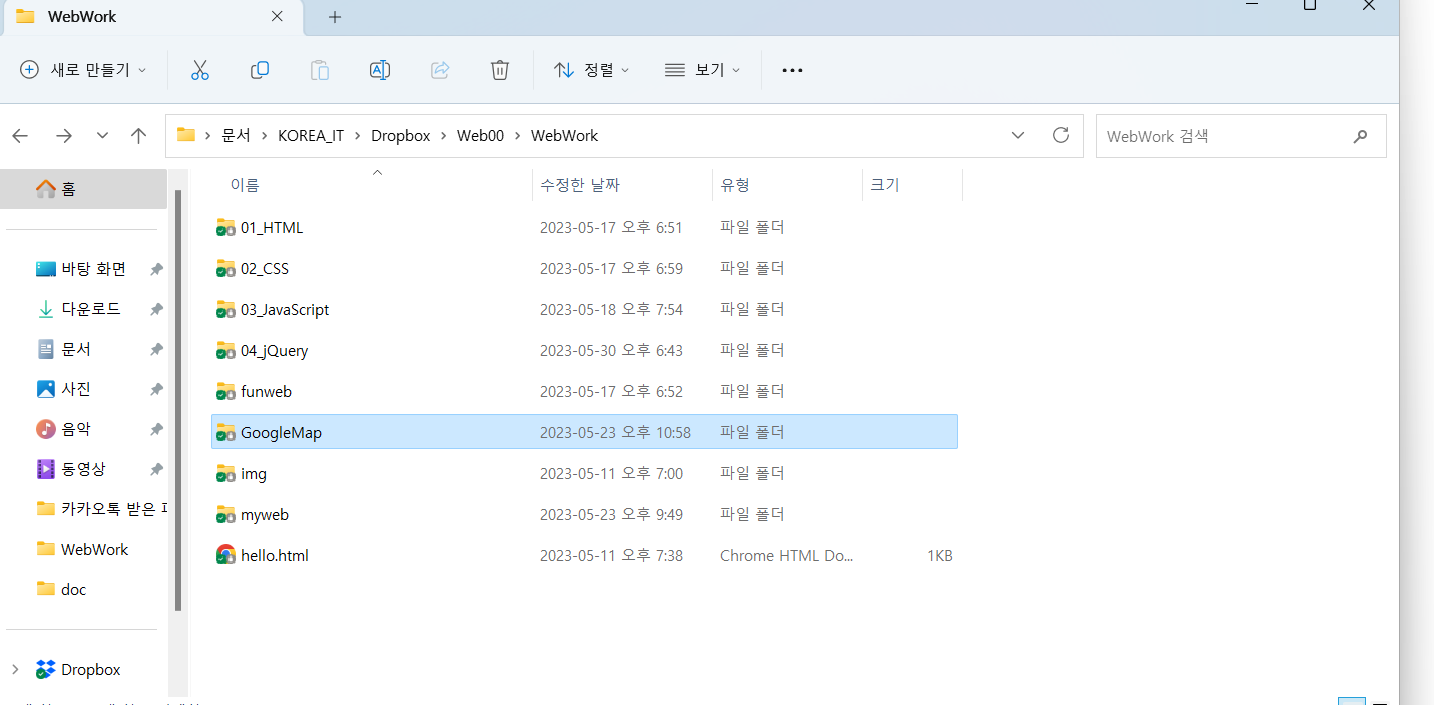 WebWork
새로 만들기 정렬 보기
문서 KOREA_IT Dropbox Web00 WebWork WebWork 검색
이름 수정한 날짜 유형 크기
홈
01_HTML 2023-05-17 오후 6:51 파일 폴더
02_CSS 2023-05-17 오후 6:59 파일 폴더
03_JavaScript 2023-05-18 오후 7:54 파일 폴더
04_jQuery 2023-05-30 오후 6:43 파일 폴더
funweb 2023-05-17 오후 6:52 파일 폴더
GoogleMap 2023-05-23 오후 10:58 파일 폴더
img 2023-05-11 오후 7:00 파일 폴더
myweb 2023-05-23 오후 9:49 파일 폴더
hello.html 2023-05-11 오후 7:38 Chrome HTML Do... 1KB
바탕 화면
다운로드
문서
사진
음악
동영상
카카오톡 받은
WebWork
doc
Dropbox